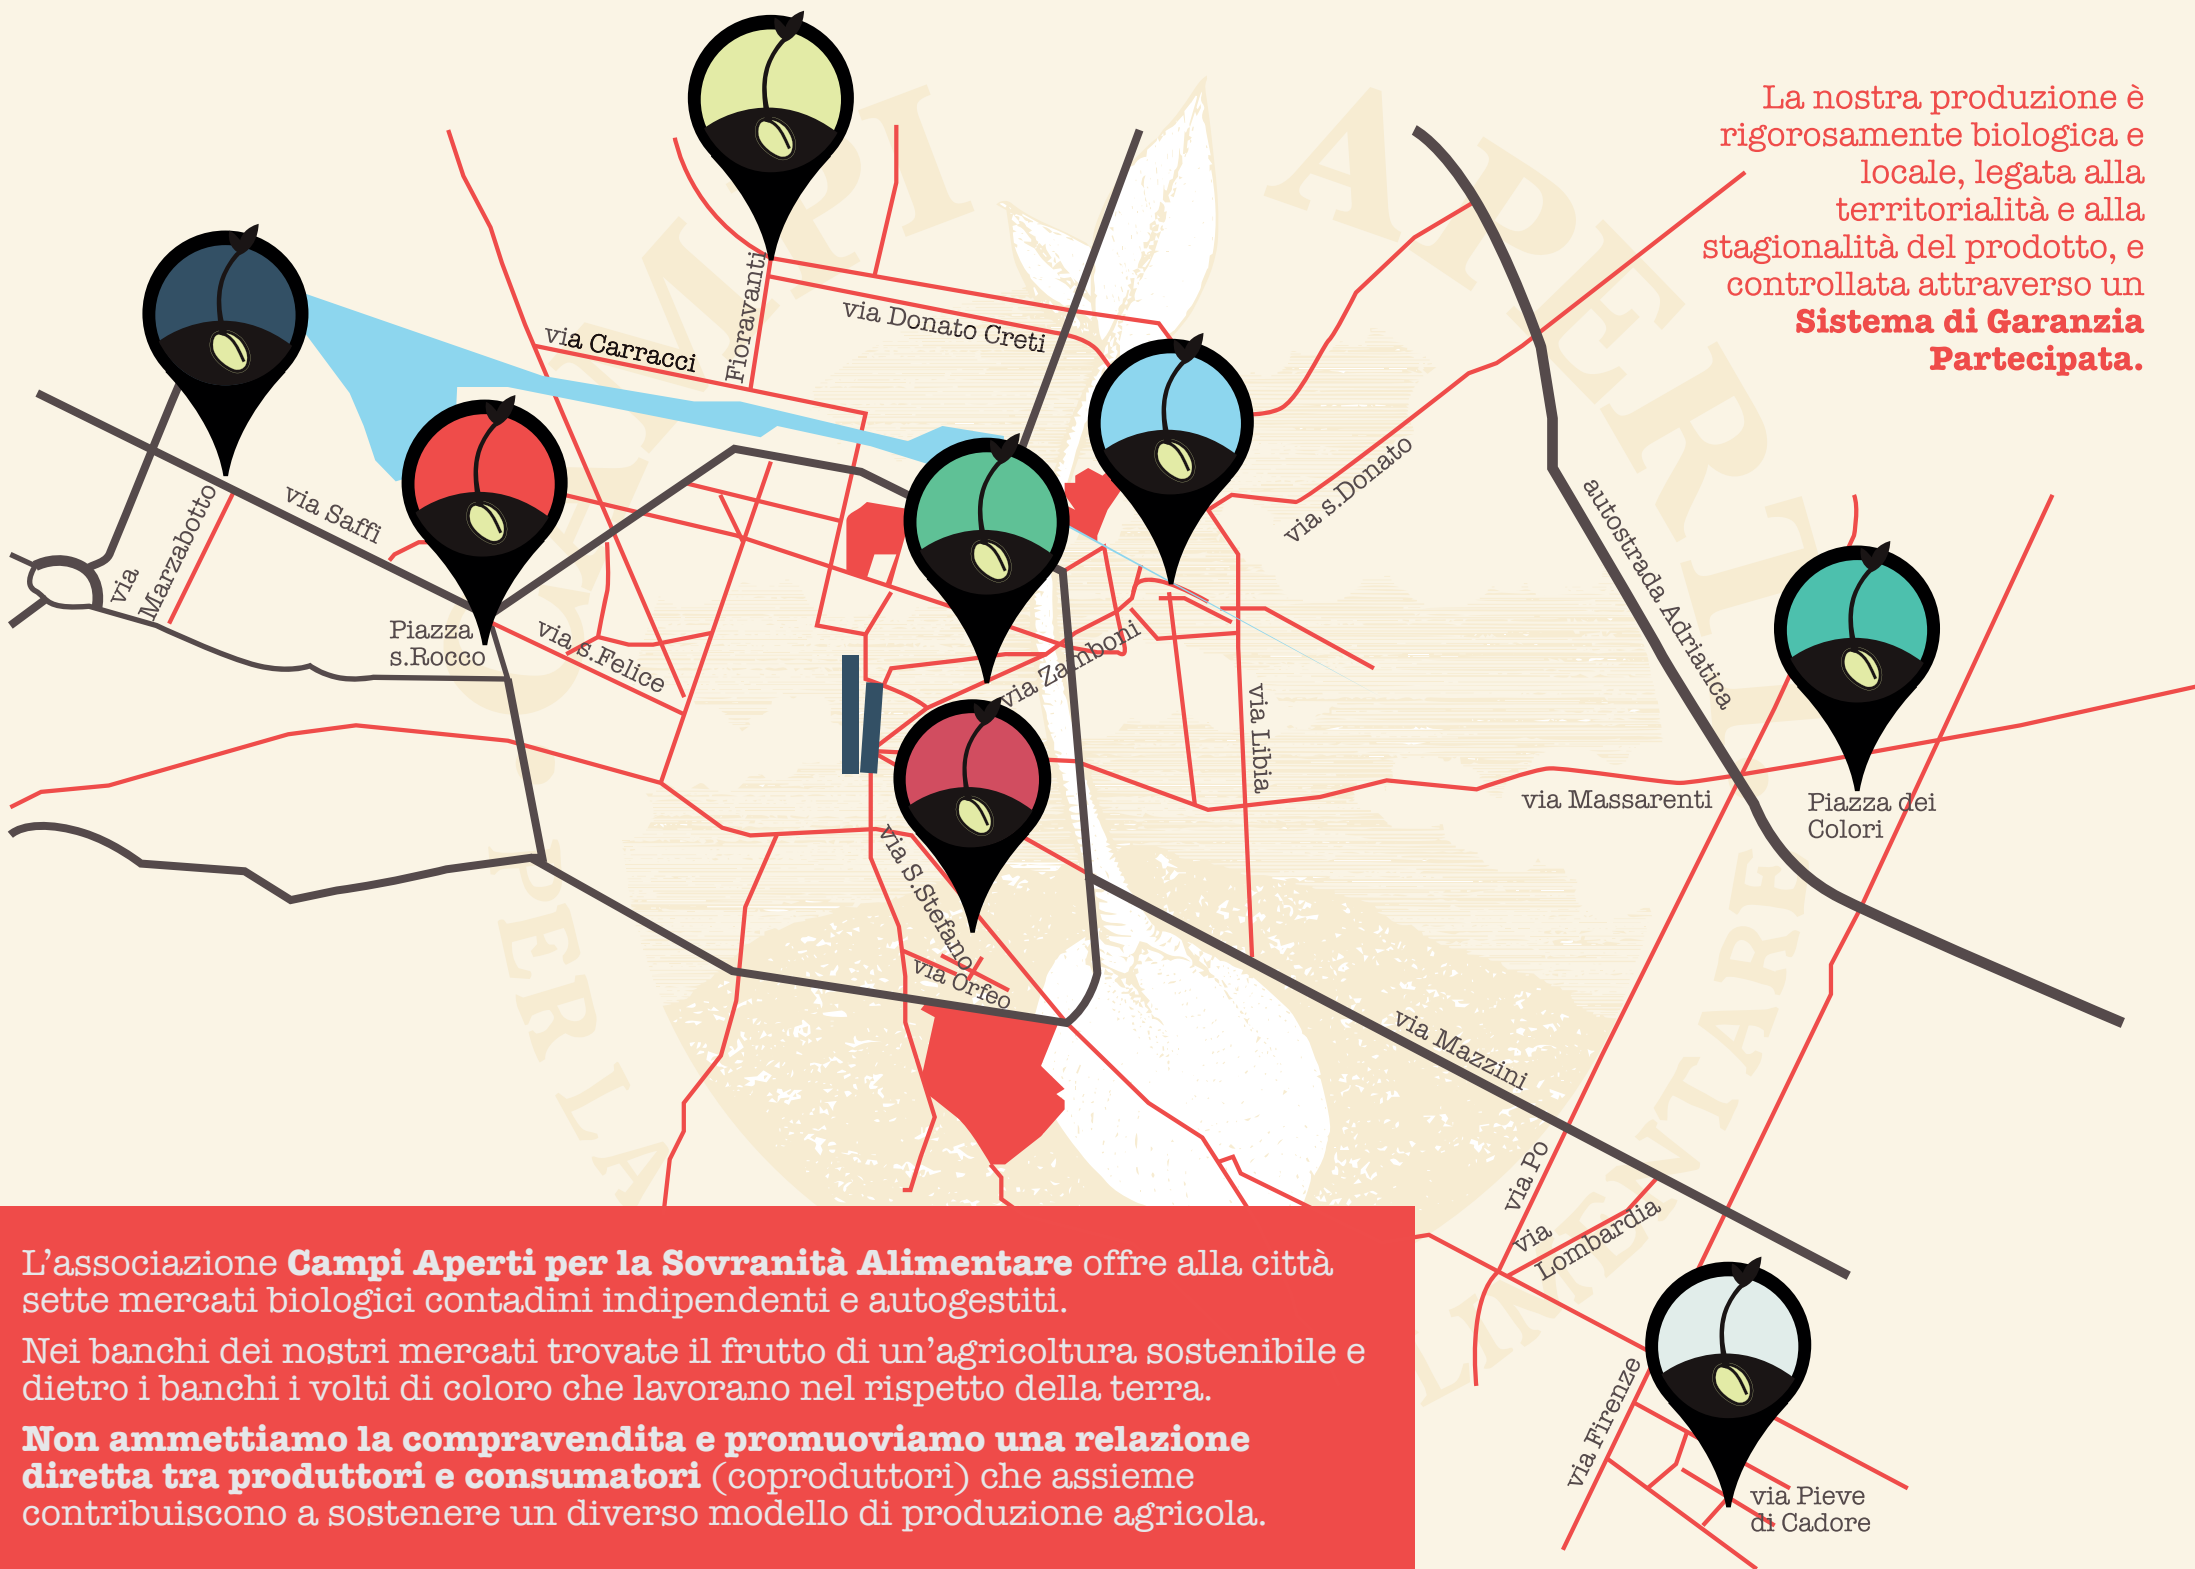 CAMPI APERTI
PER LA
ALIMENTARE
La nostra produzione è
rigorosamente biologica e
locale, legata alla
territorialità e alla
stagionalità del prodotto, e
controllata attraverso un
Sistema di Garanzia
Partecipata.
Fioravanti
via Donato Creti
via Carracci
via s.Donato
autostrada Adriatica
via Saffi
via
Marzabotto
Piazza
s.Rocco
via s.Felice
via Zamboni
via Libia
via Massarenti
Piazza dei
Colori
via S.Stefano
via Orfeo
via Mazzini
via Po
via
Lombardia
via Firenze
via Pieve
di Cadore
L’associazione Campi Aperti per la Sovranità Alimentare offre alla città
sette mercati biologici contadini indipendenti e autogestiti.
Nei banchi dei nostri mercati trovate il frutto di un’agricoltura sostenibile e
dietro i banchi i volti di coloro che lavorano nel rispetto della terra.
Non ammettiamo la compravendita e promuoviamo una relazione
diretta tra produttori e consumatori (coproduttori) che assieme
contribuiscono a sostenere un diverso modello di produzione agricola.